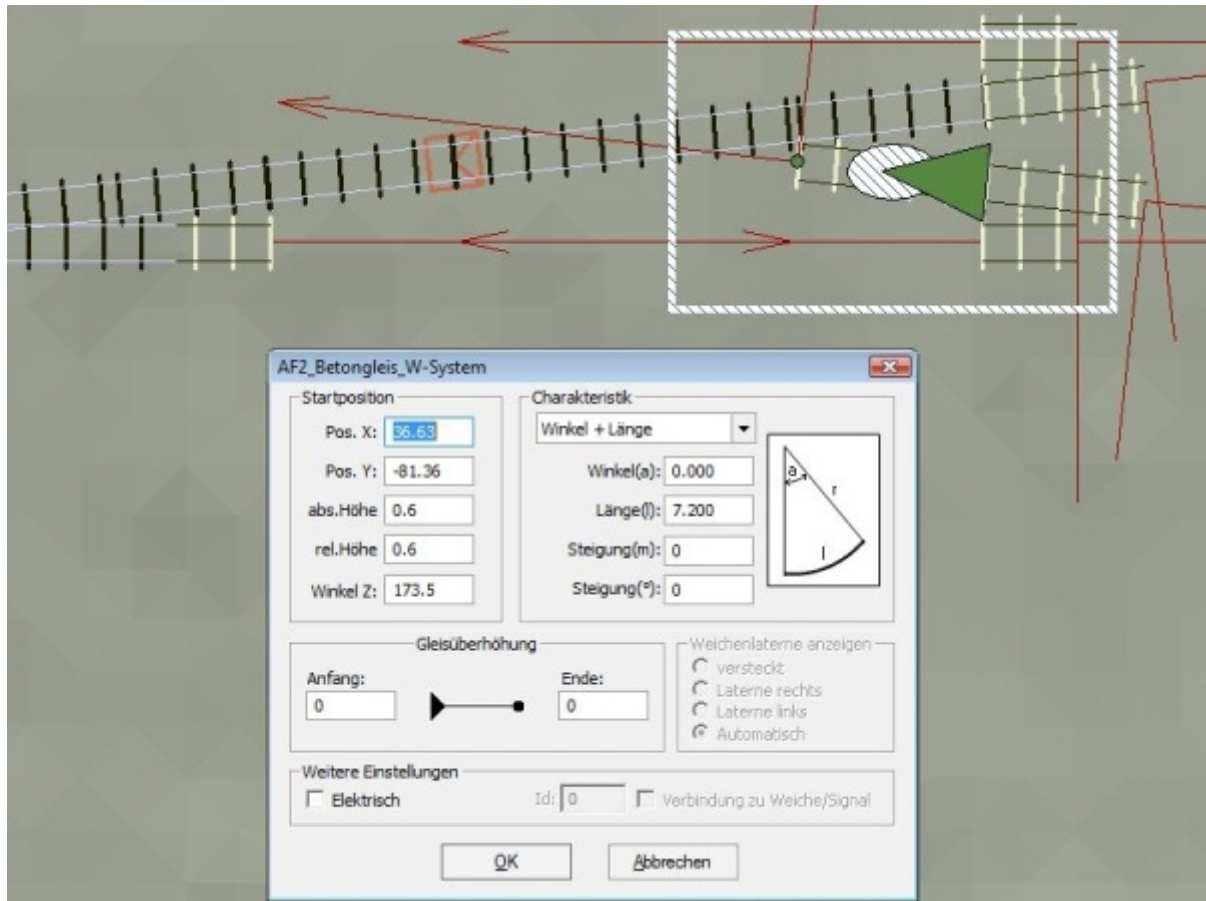 AF2_Betongleis_W-System
Startposition
Pos. X: 36.63
Pos. Y: -81.36
abs.Höhe 0.6
rel.Höhe 0.6
Winkel Z: 173.5
Charakteristik
Winkel + Länge
Winkel(a): 0.000
Länge(l): 7.200
Steigung(m): 0
Steigung(°): 0
a
r
l
Gleisüberhöhung
Anfang:
Ende:
0
0
Weichenlaterne anzeigen
versteckt
Laterne rechts
Laterne links
Automatisch
Weitere Einstellungen
Elektrisch
Id: 0
Verbindung zu Weiche/Signal
OK
Abbrechen